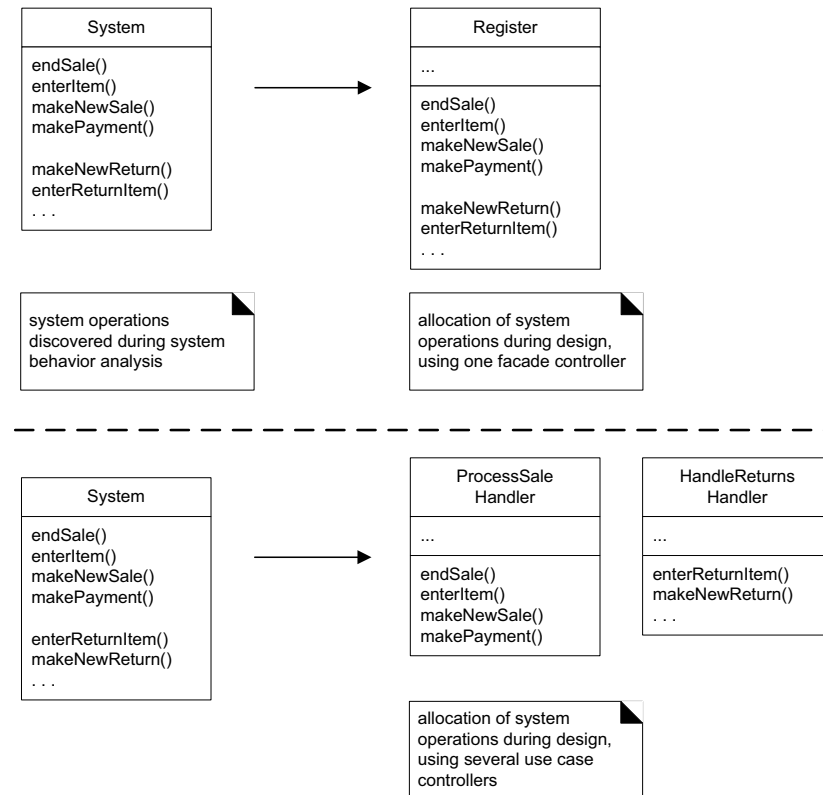 System
endSale()
enterItem()
makeNewSale()
makePayment()
makeNewReturn()
enterReturnItem()
. . .
Register
...
endSale()
enterItem()
makeNewSale()
makePayment()
makeNewReturn()
enterReturnItem()
. . .
system operations
discovered during system
behavior analysis
allocation of system
operations during design,
using one facade controller
System
endSale()
enterItem()
makeNewSale()
makePayment()
enterReturnItem()
makeNewReturn()
. . .
ProcessSale
Handler
...
endSale()
enterItem()
makeNewSale()
makePayment()
HandleReturns
Handler
...
enterReturnItem()
makeNewReturn()
. . .
allocation of system
operations during design,
using several use case
controllers